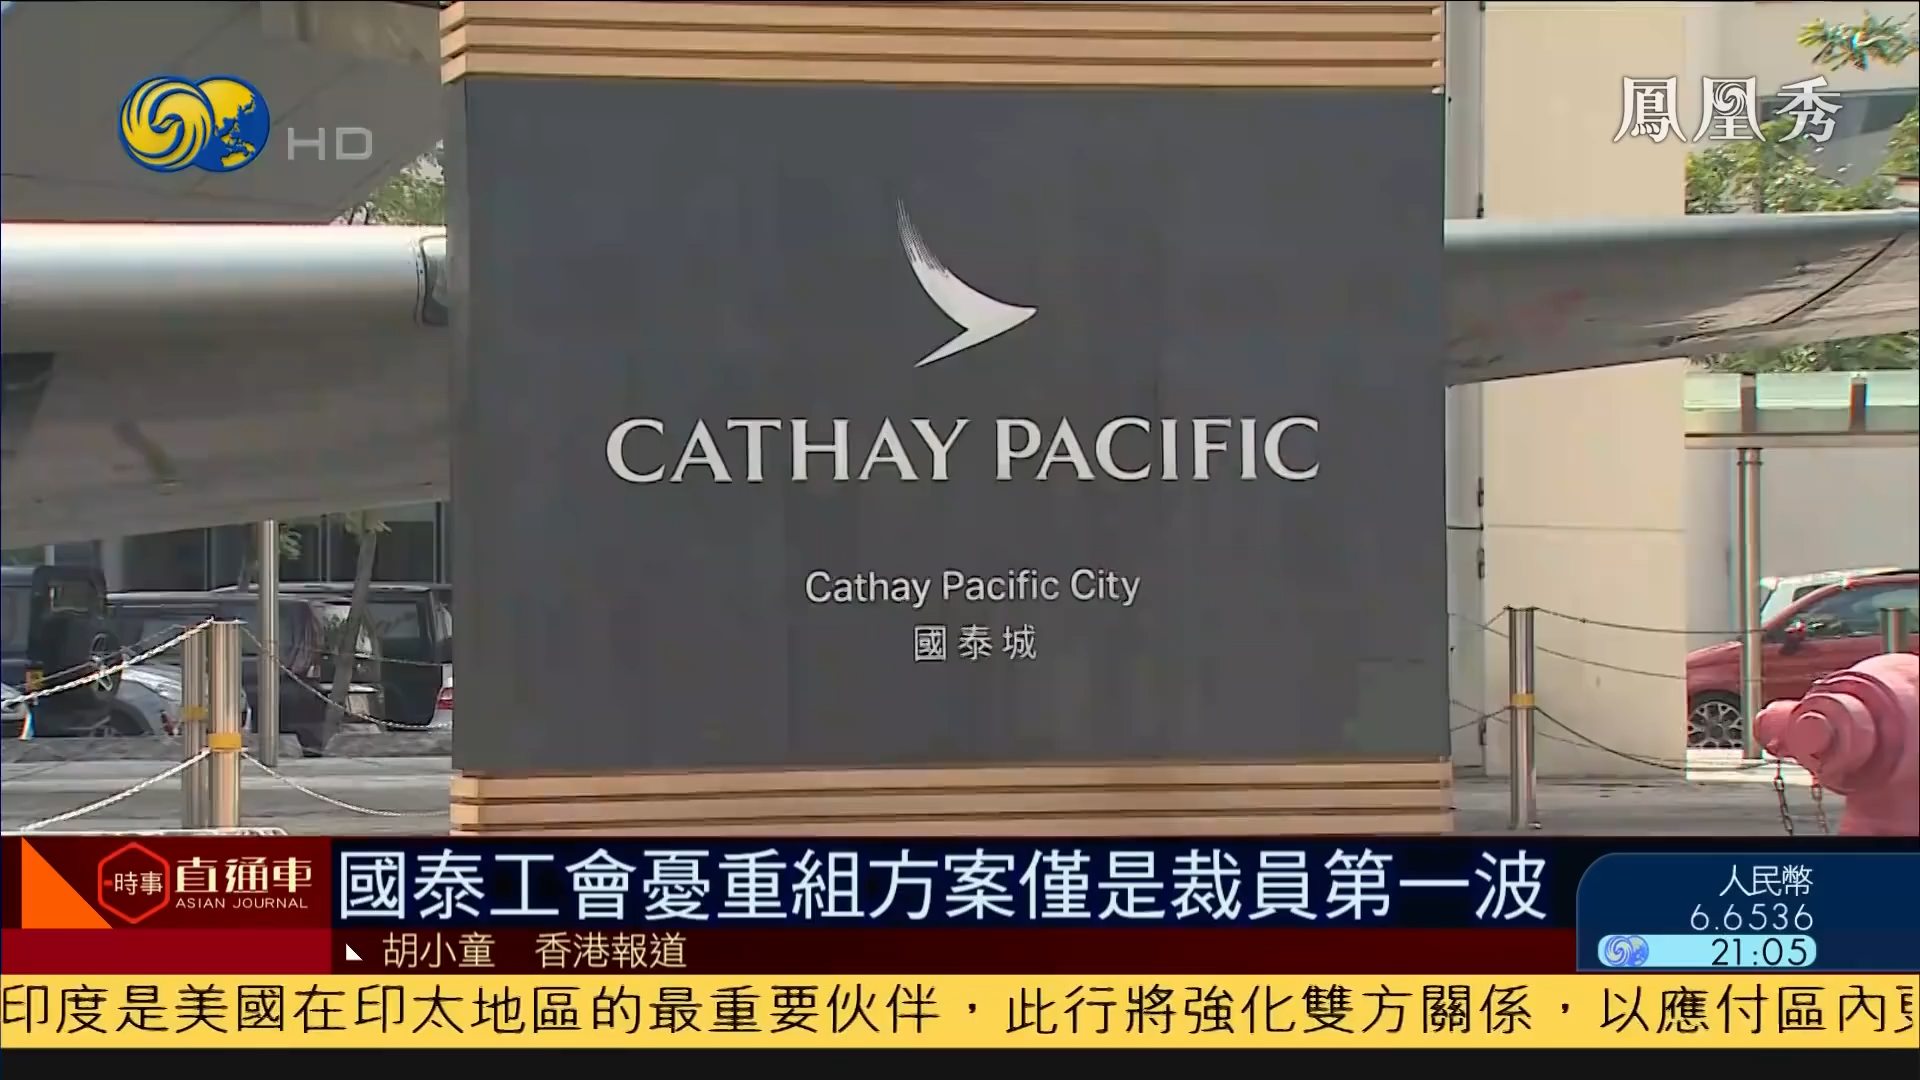 HD
鳳凰秀
CATHAY PACIFIC
Cathay Pacific City
國泰城
時事
直通車
ASIAN JOURNAL
國泰工會憂重組方案僅是裁員第一波
胡小童 香港報道
人民幣
6.6536
21:05
印度是美國在印太地區的最重要伙伴，此行將強化雙方關係，以應付區內